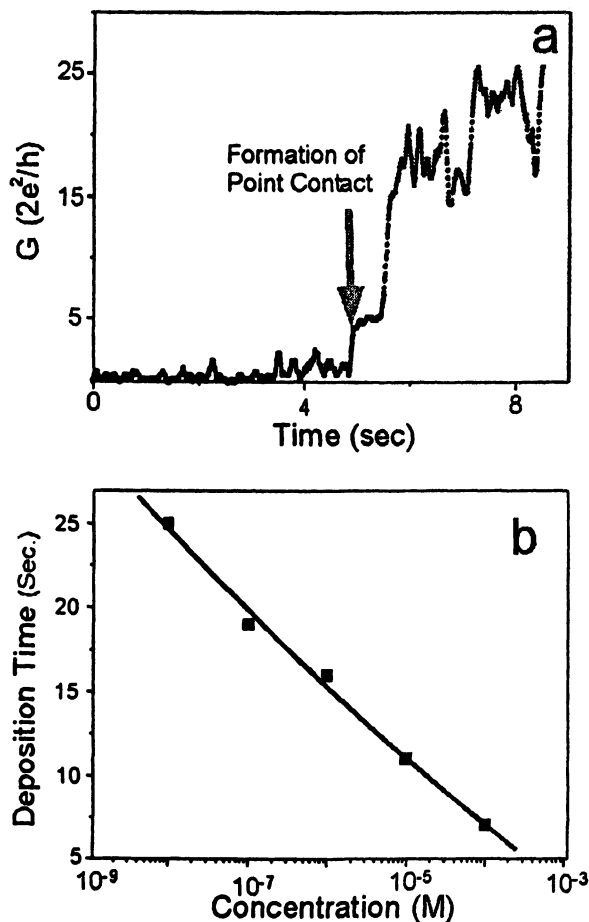 a
25
15
5
G (2e²/h)
Formation of
Point Contact
0
4
8
Time (sec)
b
25
20
15
10
5
Deposition Time (Sec.)
10⁻⁹
10⁻⁷
10⁻⁵
10⁻³
Concentration (M)